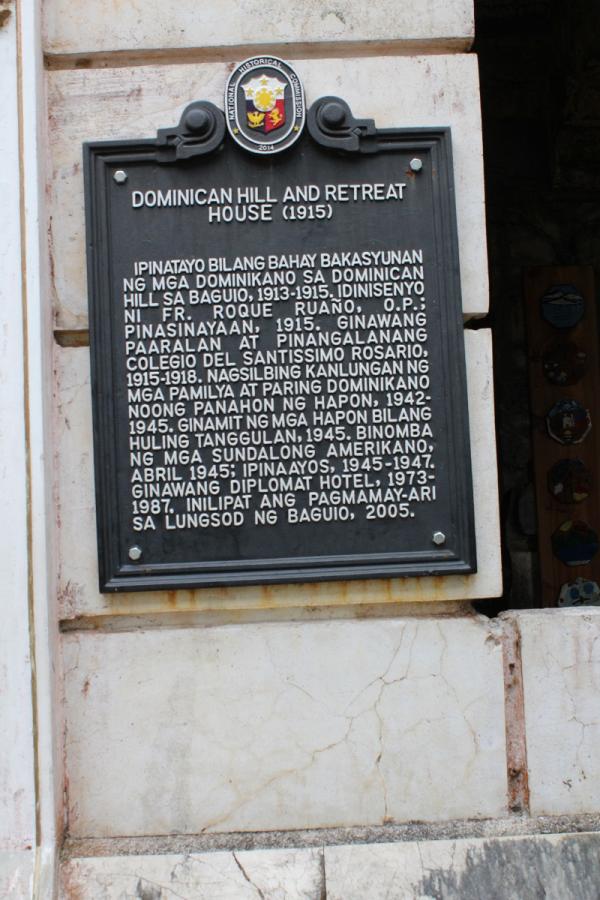 NATIONAL HISTORICAL COMMISSION
2014
DOMINICAN HILL AND RETREAT
HOUSE (1915)
IPINATAYO BILANG BAHAY BAKASYUNAN
NG MGA DOMINIKANO SA DOMINICAN
HILL SA BAGUIO, 1913-1915. IDINISENYO
NI FR. ROQUE RUAÑO, O.P.;
PINASINAYAAN, 1915. GINAWANG
PAARALAN AT PINANGALANANG
COLEGIO DEL SANTISSIMO ROSARIO,
1915-1918. NAGSILBING KANLUNGAN NG
MGA PAMILYA AT PARING DOMINIKANO
NOONG PANAHON NG HAPON, 1942-
1945. GINAMIT NG MGA HAPON BILANG
HULING TANGGULAN, 1945. BINOMBA
NG MGA SUNDALONG AMERIKANO,
ABRIL 1945; IPINAAYOS, 1945-1947.
GINAWANG DIPLOMAT HOTEL, 1973-
1987. INILIPAT ANG PAGMAMAY-ARI
SA LUNGSOD NG BAGUIO, 2005.